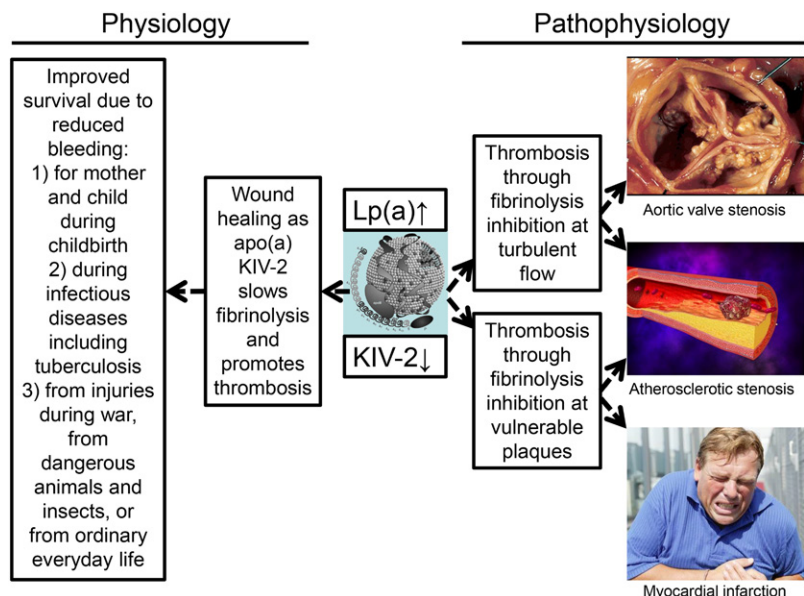 Physiology
Pathophysiology
Improved
survival due to
reduced
bleeding:
1) for mother
and child
during
childbirth
2) during
infectious
diseases
including
tuberculosis
3) from injuries
during war,
from
dangerous
animals and
insects, or
from ordinary
everyday life
Wound
healing as
apo(a)
KIV-2
slows
fibrinolysis
and
promotes
thrombosis
Lp(a)↑
KIV-2↓
Thrombosis
through
fibrinolysis
inhibition at
turbulent
flow
Thrombosis
through
fibrinolysis
inhibition at
vulnerable
plaques
Aortic valve stenosis
Atherosclerotic stenosis
Myocardial infarction